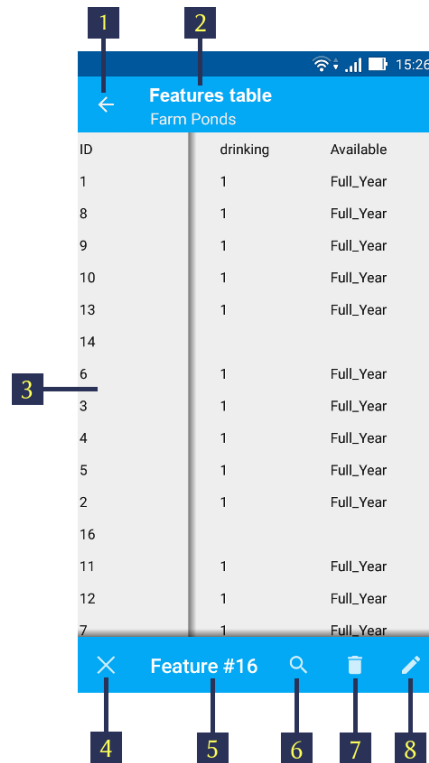 1 2
15:26
Features table
Farm Ponds
ID drinking Available
1 1 Full_Year
8 1 Full_Year
9 1 Full_Year
10 1 Full_Year
13 1 Full_Year
14
6 1 Full_Year
3
3 1 Full_Year
4 1 Full_Year
5 1 Full_Year
2 1 Full_Year
16
11 1 Full_Year
12 1 Full_Year
7 1 Full_Year
Feature #16
4 5 6 7 8